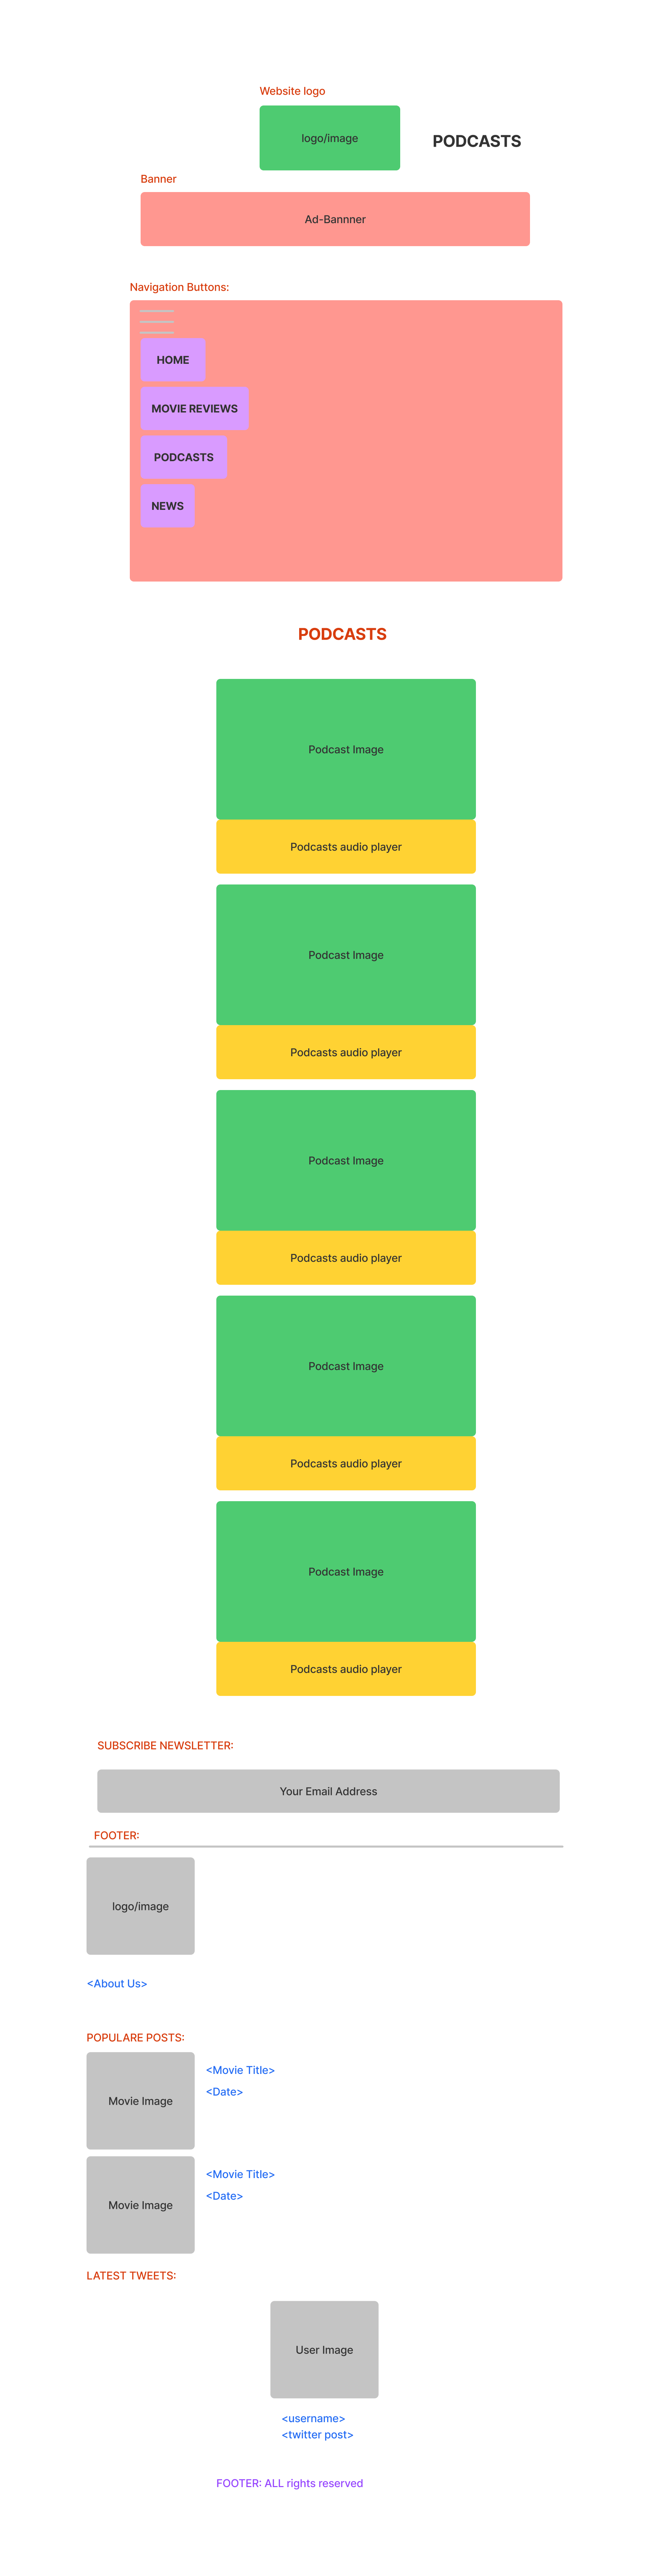 Website logo
logo/image
PODCASTS
Banner
Ad-Bannner
Navigation Buttons:
HOME
MOVIE REVIEWS
PODCASTS
NEWS
PODCASTS
Podcast Image
Podcasts audio player
Podcast Image
Podcasts audio player
Podcast Image
Podcasts audio player
Podcast Image
Podcasts audio player
Podcast Image
Podcasts audio player
SUBSCRIBE NEWSLETTER:
Your Email Address
FOOTER:
logo/image
<About Us>
POPULARE POSTS:
Movie Image
<Movie Title>
<Date>
Movie Image
<Movie Title>
<Date>
LATEST TWEETS:
User Image
<username>
<twitter post>
FOOTER: ALL rights reserved